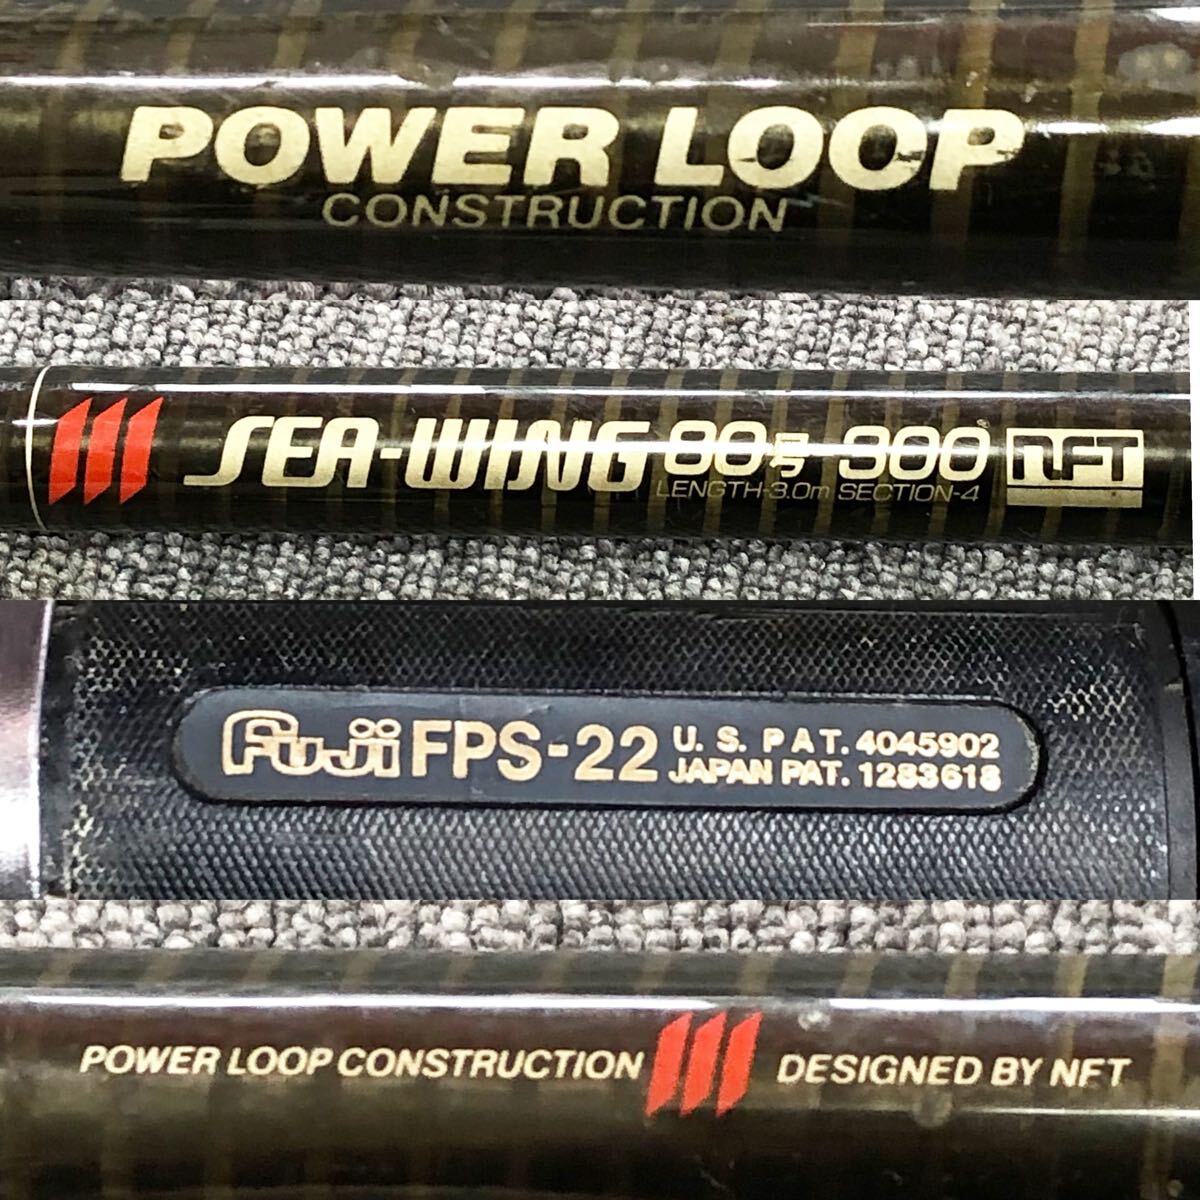 POWER LOOP
CONSTRUCTION
SEA-WING 80号 300 NFT
LENGTH-3.0m SECTION-4
Fuji FPS-22 U. S. PAT. 4045902
JAPAN PAT. 1283618
POWER LOOP CONSTRUCTION DESIGNED BY NFT